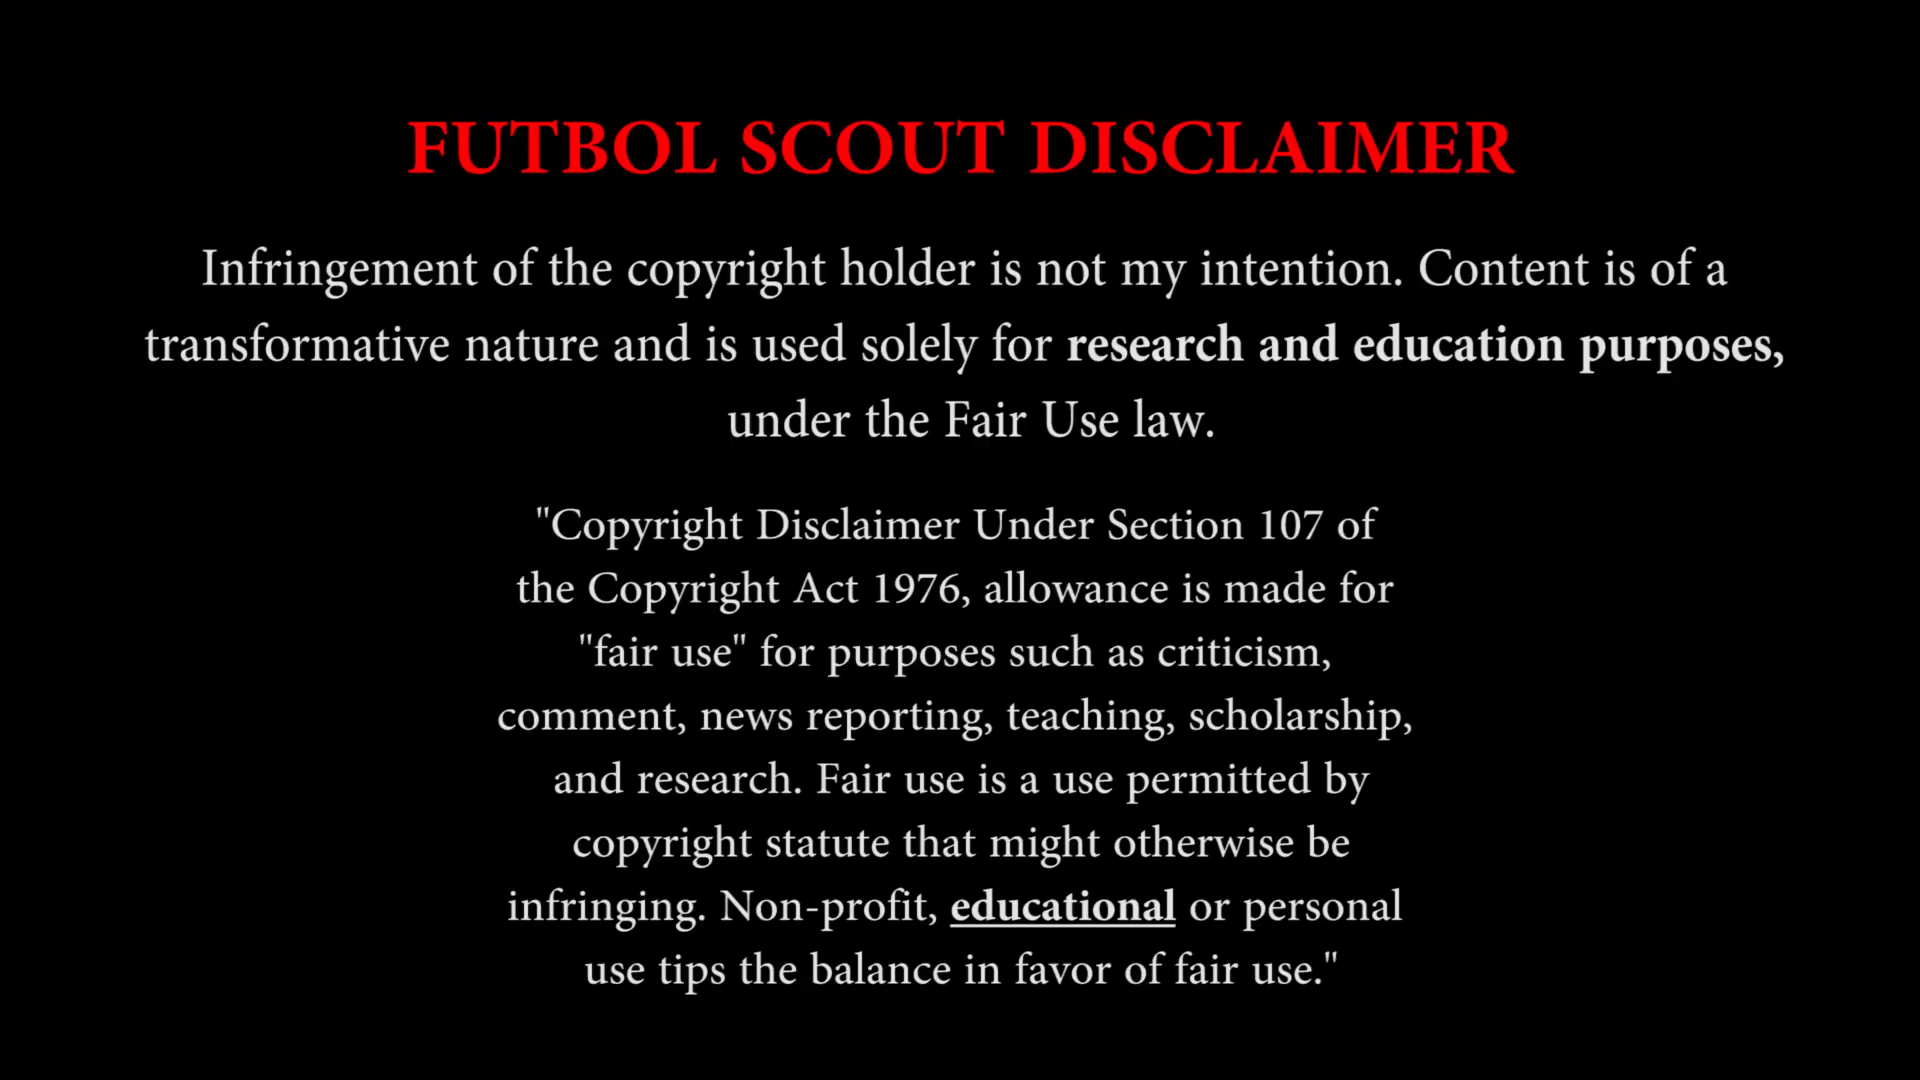 FUTBOL SCOUT DISCLAIMER
Infringement of the copyright holder is not my intention. Content is of a
transformative nature and is used solely for research and education purposes,
under the Fair Use law.
"Copyright Disclaimer Under Section 107 of
the Copyright Act 1976, allowance is made for
"fair use" for purposes such as criticism,
comment, news reporting, teaching, scholarship,
and research. Fair use is a use permitted by
copyright statute that might otherwise be
infringing. Non-profit, educational or personal
use tips the balance in favor of fair use."